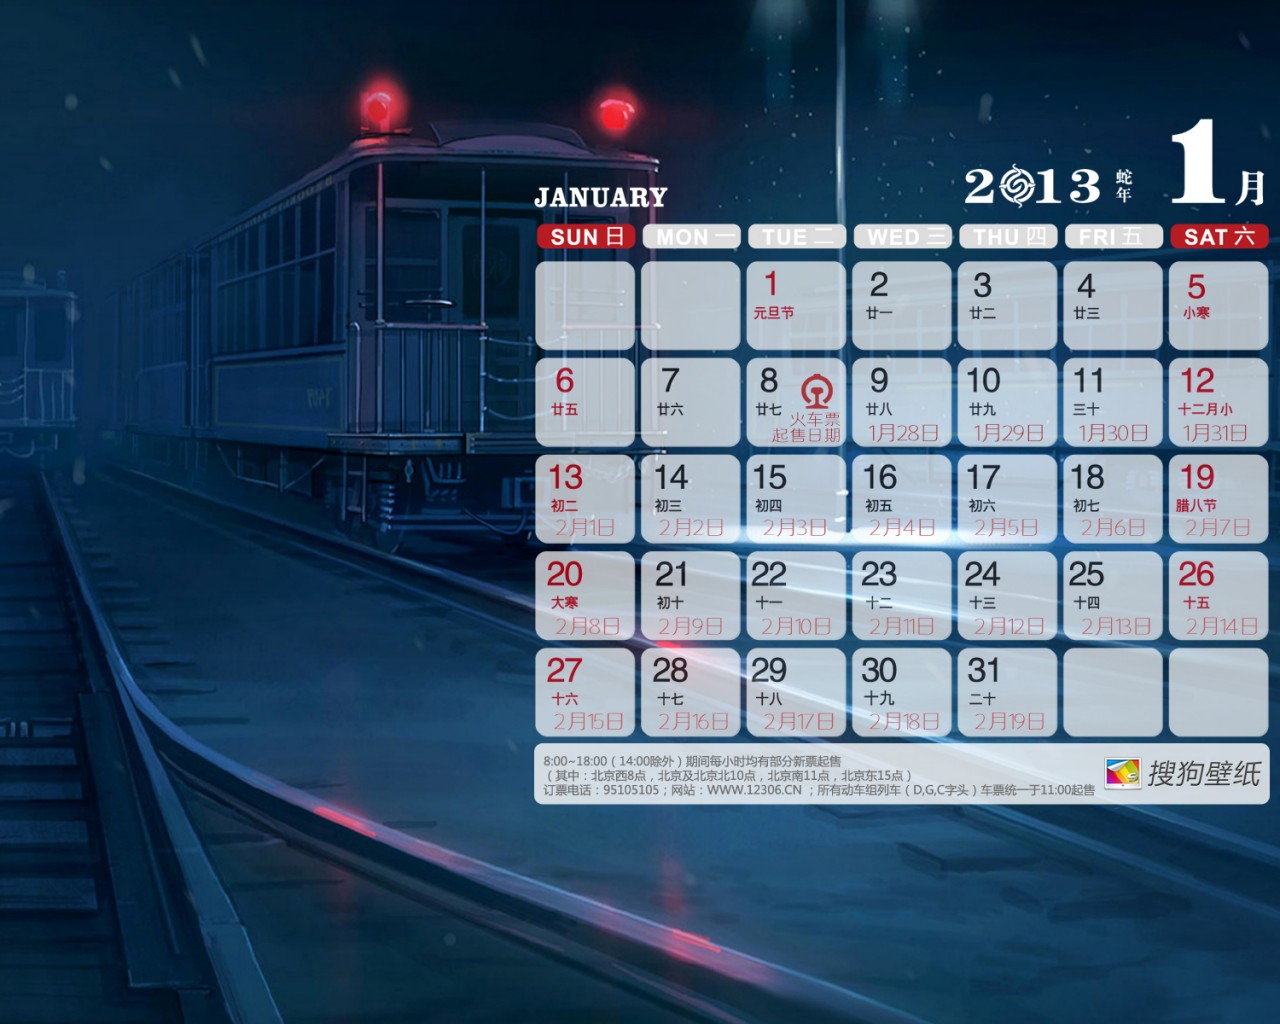 JANUARY 2013 蛇年 1月
SUN 日 MON 一 TUE 二 WED 三 THU 四 FRI 五 SAT 六
1 2 3 4 5
元旦节 廿一 廿二 廿三 小寒
6 7 8 9 10 11 12
廿五 廿六 廿七 廿八 廿九 三十 十二月小
火车票
起售日期 1月28日 1月29日 1月30日 1月31日
13 14 15 16 17 18 19
初二 初三 初四 初五 初六 初七 腊八节
2月1日 2月2日 2月3日 2月4日 2月5日 2月6日 2月7日
20 21 22 23 24 25 26
大寒 初十 十一 十二 十三 十四 十五
2月8日 2月9日 2月10日 2月11日 2月12日 2月13日 2月14日
27 28 29 30 31
十六 十七 十八 十九 二十
2月15日 2月16日 2月17日 2月18日 2月19日
8:00~18:00（14:00除外）期间每小时均有部分新票起售
（其中：北京西8点，北京及北京北10点，北京南11点，北京东15点）
订票电话：95105105；网站：WWW.12306.CN ；所有动车组列车（D,G,C字头）车票统一于11:00起售
搜狗壁纸